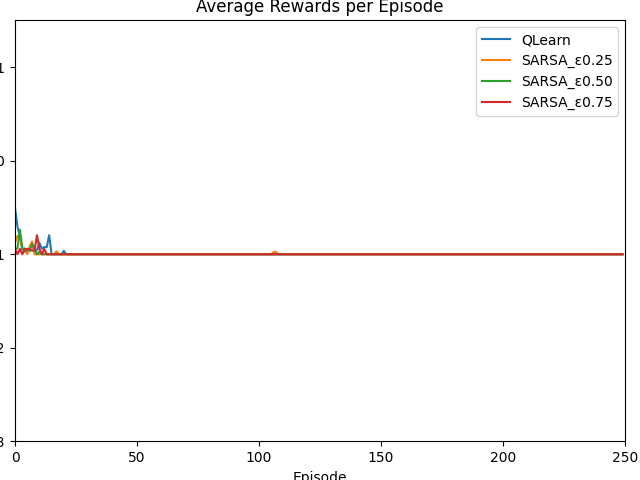 Average Rewards per Episode
QLearn
SARSA_ε0.25
SARSA_ε0.50
SARSA_ε0.75
1
0
1
2
3
0 50 100 150 200 250
Episode